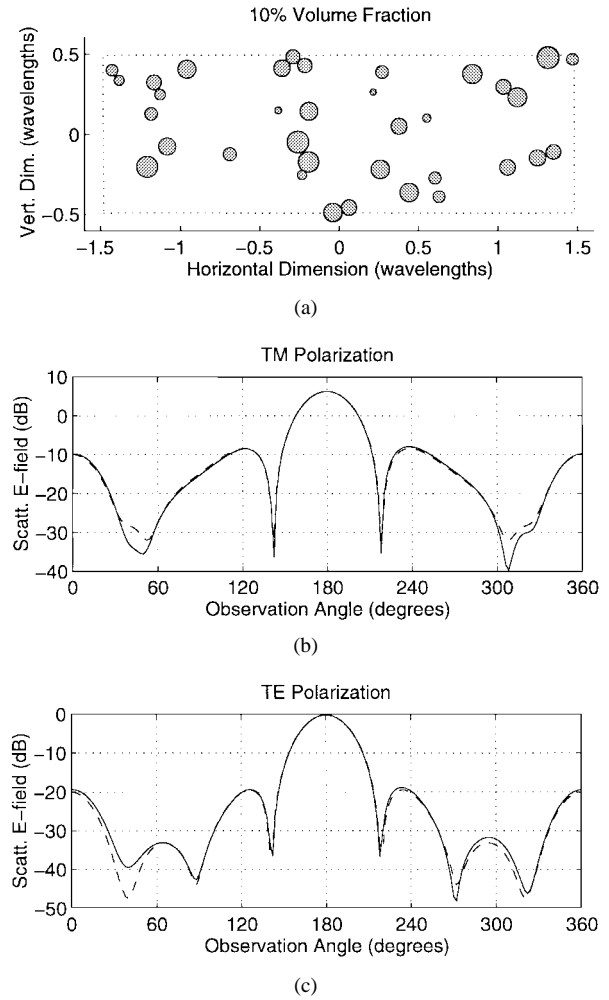 10% Volume Fraction
Vert. Dim. (wavelengths)
0.5
0
−0.5
−1.5 −1 −0.5 0 0.5 1 1.5
Horizontal Dimension (wavelengths)
(a)
TM Polarization
Scatt. E-field (dB)
10
0
−10
−20
−30
−40
0 60 120 180 240 300 360
Observation Angle (degrees)
(b)
TE Polarization
Scatt. E-field (dB)
0
−10
−20
−30
−40
−50
0 60 120 180 240 300 360
Observation Angle (degrees)
(c)